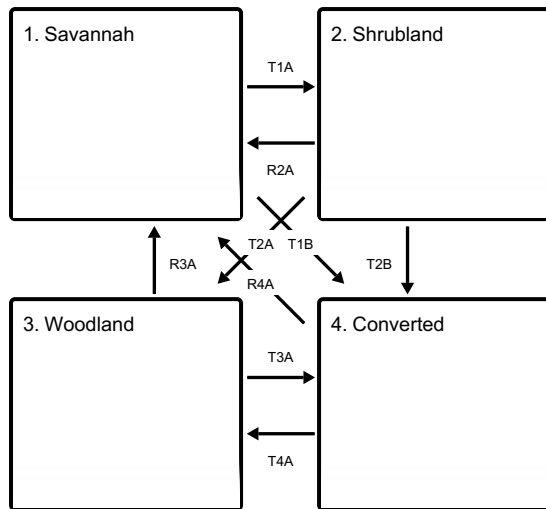 1. Savannah
2. Shrubland
T1A
R2A
T2A
T1B
R3A
T2B
R4A
3. Woodland
4. Converted
T3A
T4A